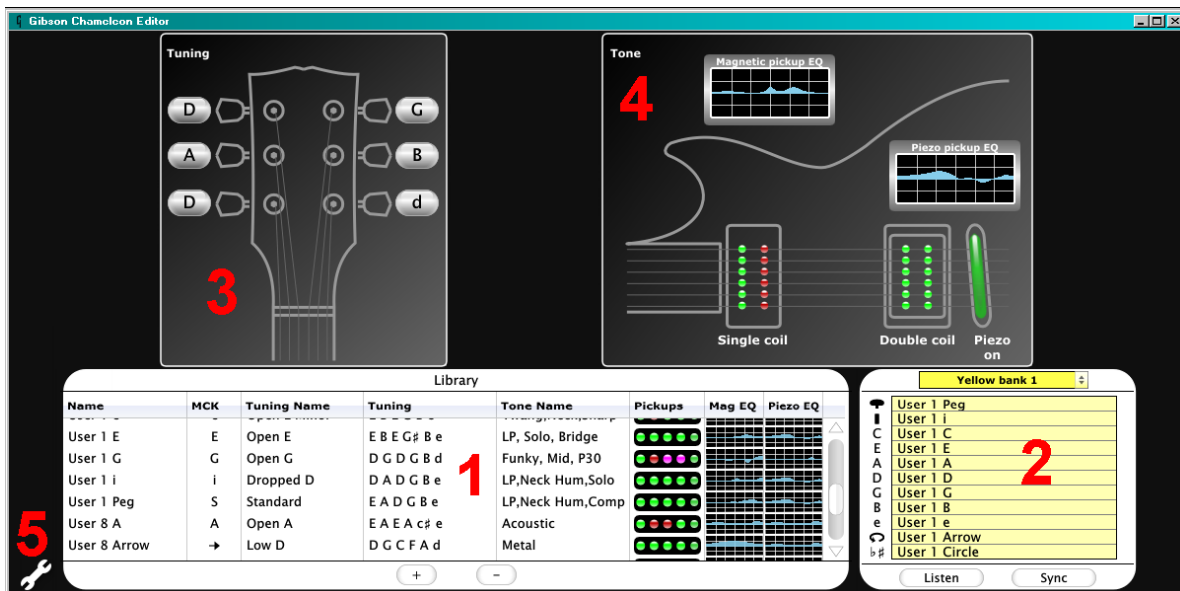 Gibson Chameleon Editor
Tuning
D G
A B
D d
3
Tone
4
Magnetic pickup EQ
Piezo pickup EQ
Single coil Double coil Piezo on
Library
Name MCK Tuning Name Tuning Tone Name Pickups Mag EQ Piezo EQ
User 1 E E Open E E B E G♯ B e LP, Solo, Bridge
User 1 G G Open G D G D G B d Funky, Mid, P30
User 1 i i Dropped D D A D G B e LP,Neck Hum,Solo
User 1 Peg S Standard E A D G B e LP,Neck Hum,Comp
User 8 A A Open A E A E A c♯ e Acoustic
User 8 Arrow → Low D D G C F A d Metal
1
+ -
5
Yellow bank 1
User 1 Peg
User 1 i
C User 1 C
E User 1 E
A User 1 A
D User 1 D
G User 1 G
B User 1 B
e User 1 e
User 1 Arrow
♭♯ User 1 Circle
2
Listen Sync